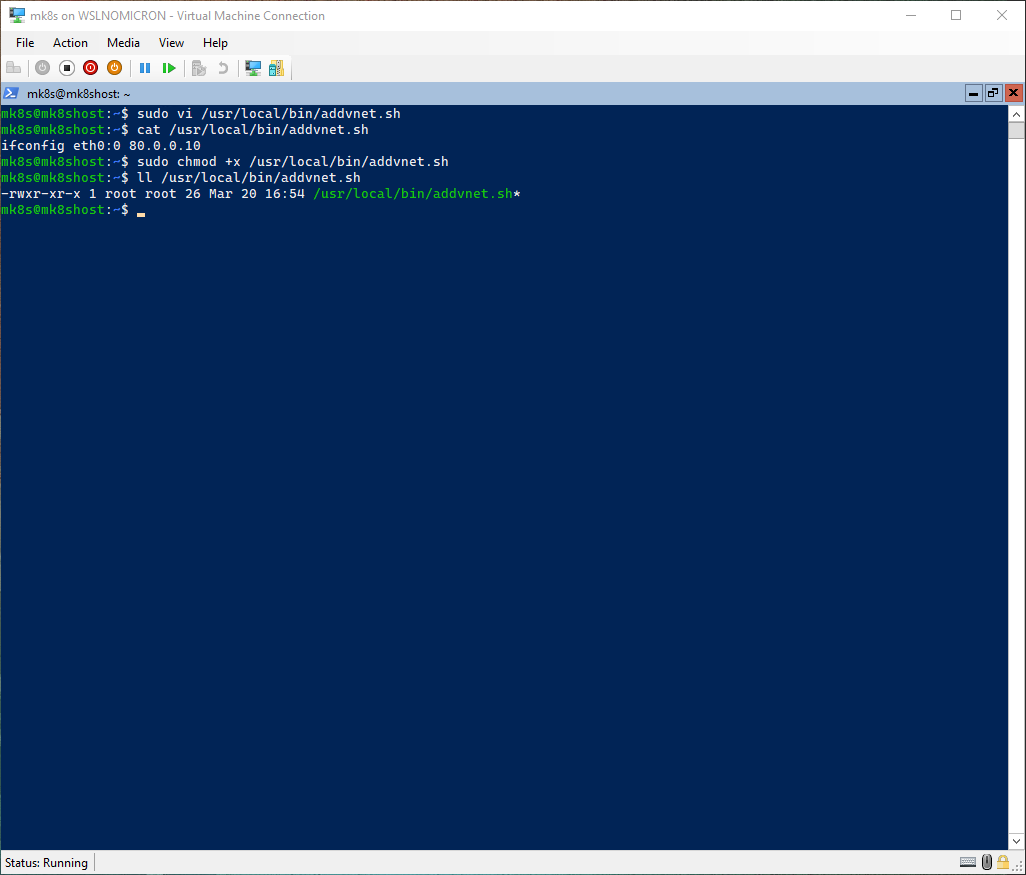 mk8s on WSLNOMICRON - Virtual Machine Connection
File Action Media View Help
mk8s@mk8shost: ~
mk8s@mk8shost:~$ sudo vi /usr/local/bin/addvnet.sh
mk8s@mk8shost:~$ cat /usr/local/bin/addvnet.sh
ifconfig eth0:0 80.0.0.10
mk8s@mk8shost:~$ sudo chmod +x /usr/local/bin/addvnet.sh
mk8s@mk8shost:~$ ll /usr/local/bin/addvnet.sh
-rwxr-xr-x 1 root root 26 Mar 20 16:54 /usr/local/bin/addvnet.sh*
mk8s@mk8shost:~$
Status: Running